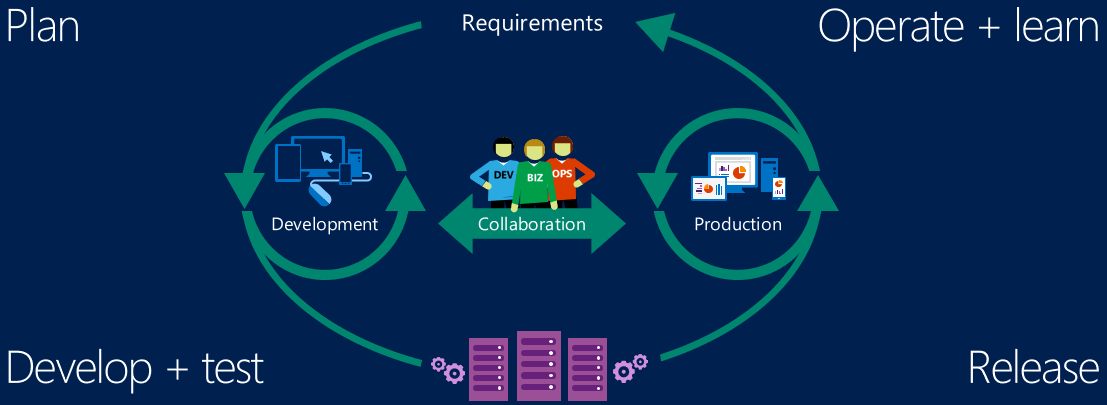 Plan
Requirements
Operate + learn
DEV
BIZ
OPS
Development
Collaboration
Production
Develop + test
Release